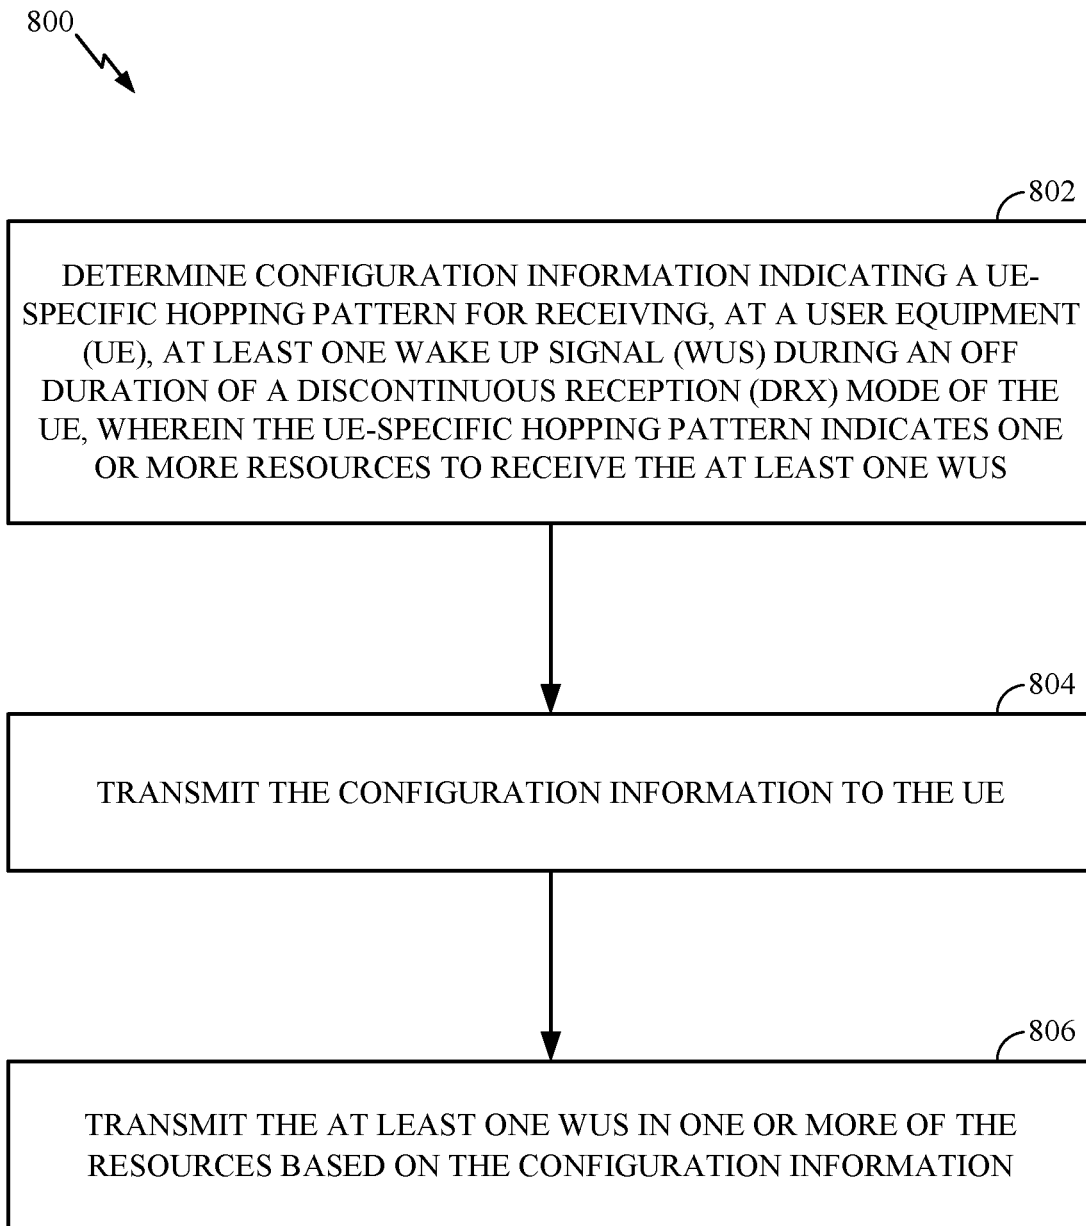 800
802
DETERMINE CONFIGURATION INFORMATION INDICATING A UE-
SPECIFIC HOPPING PATTERN FOR RECEIVING, AT A USER EQUIPMENT
(UE), AT LEAST ONE WAKE UP SIGNAL (WUS) DURING AN OFF
DURATION OF A DISCONTINUOUS RECEPTION (DRX) MODE OF THE
UE, WHEREIN THE UE-SPECIFIC HOPPING PATTERN INDICATES ONE
OR MORE RESOURCES TO RECEIVE THE AT LEAST ONE WUS
804
TRANSMIT THE CONFIGURATION INFORMATION TO THE UE
806
TRANSMIT THE AT LEAST ONE WUS IN ONE OR MORE OF THE
RESOURCES BASED ON THE CONFIGURATION INFORMATION